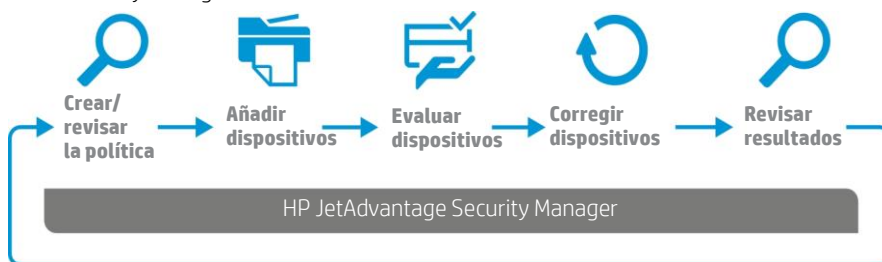 Crear/
revisar
la política
Añadir
dispositivos
Evaluar
dispositivos
Corregir
dispositivos
Revisar
resultados
HP JetAdvantage Security Manager